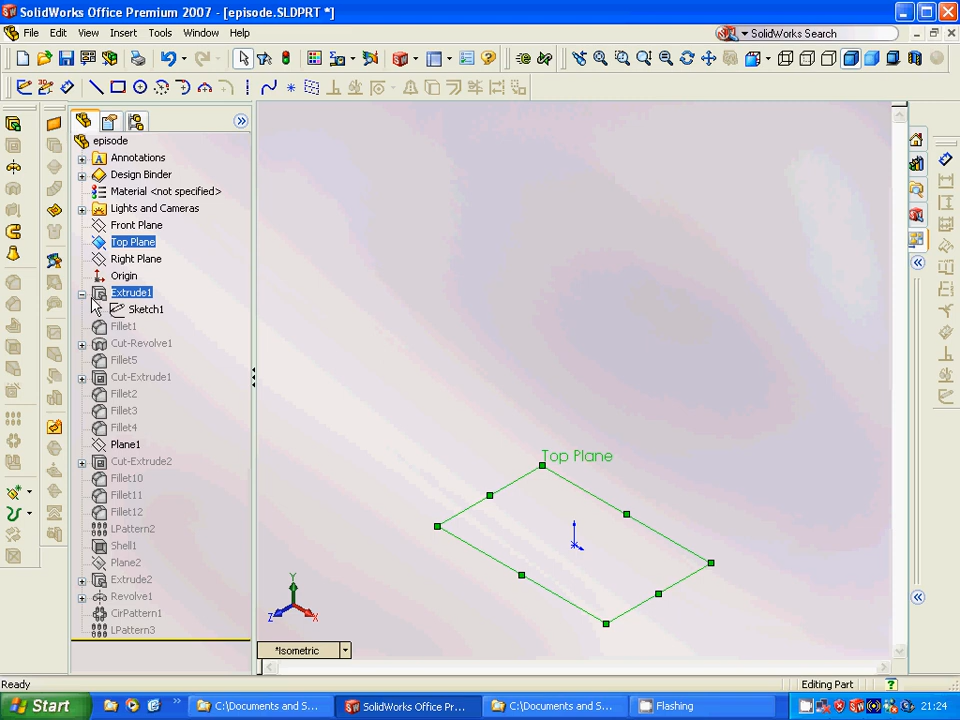 SolidWorks Office Premium 2007 - [episode.SLDPRT *]
File Edit View Insert Tools Window Help
SolidWorks Search
episode
Annotations
Design Binder
Material <not specified>
Lights and Cameras
Front Plane
Top Plane
Right Plane
Origin
Extrude1
Sketch1
Fillet1
Cut-Revolve1
Fillet5
Cut-Extrude1
Fillet2
Fillet3
Fillet4
Plane1
Cut-Extrude2
Fillet10
Fillet11
Fillet12
LPattern2
Shell1
Plane2
Extrude2
Revolve1
CirPattern1
LPattern3
Top Plane
Y
Z
X
*Isometric
Ready
Editing Part
Start
C:\Documents and S...
SolidWorks Office Pr...
C:\Documents and S...
Flashing
21:24